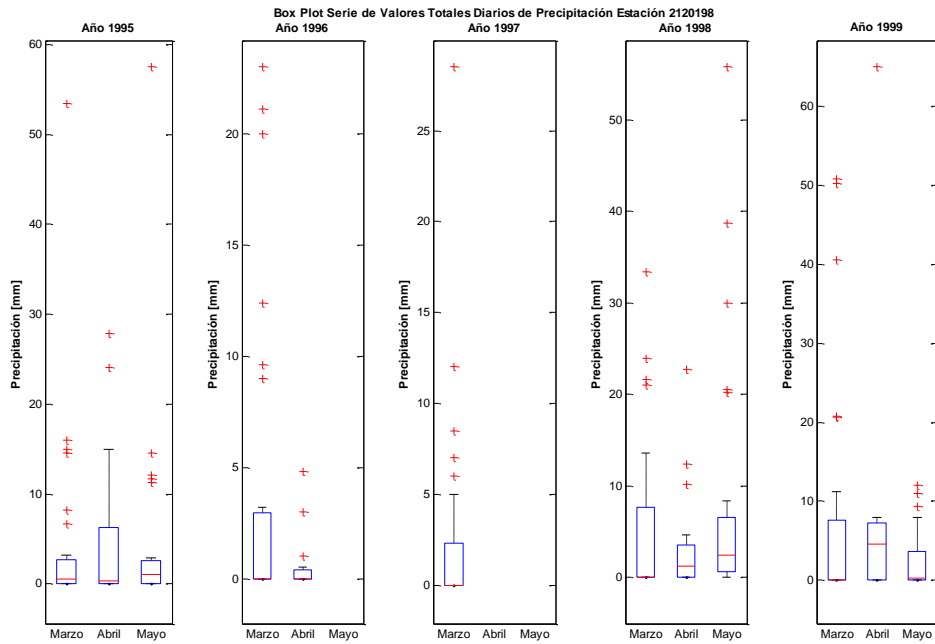 Box Plot Serie de Valores Totales Diarios de Precipitación Estación 2120198
Año 1995
Año 1996
Año 1997
Año 1998
Año 1999
Precipitación [mm]
60
50
40
30
20
10
0
Marzo Abril Mayo
Precipitación [mm]
20
15
10
5
0
Marzo Abril Mayo
Precipitación [mm]
25
20
15
10
5
0
Marzo Abril Mayo
Precipitación [mm]
50
40
30
20
10
0
Marzo Abril Mayo
Precipitación [mm]
60
50
40
30
20
10
0
Marzo Abril Mayo